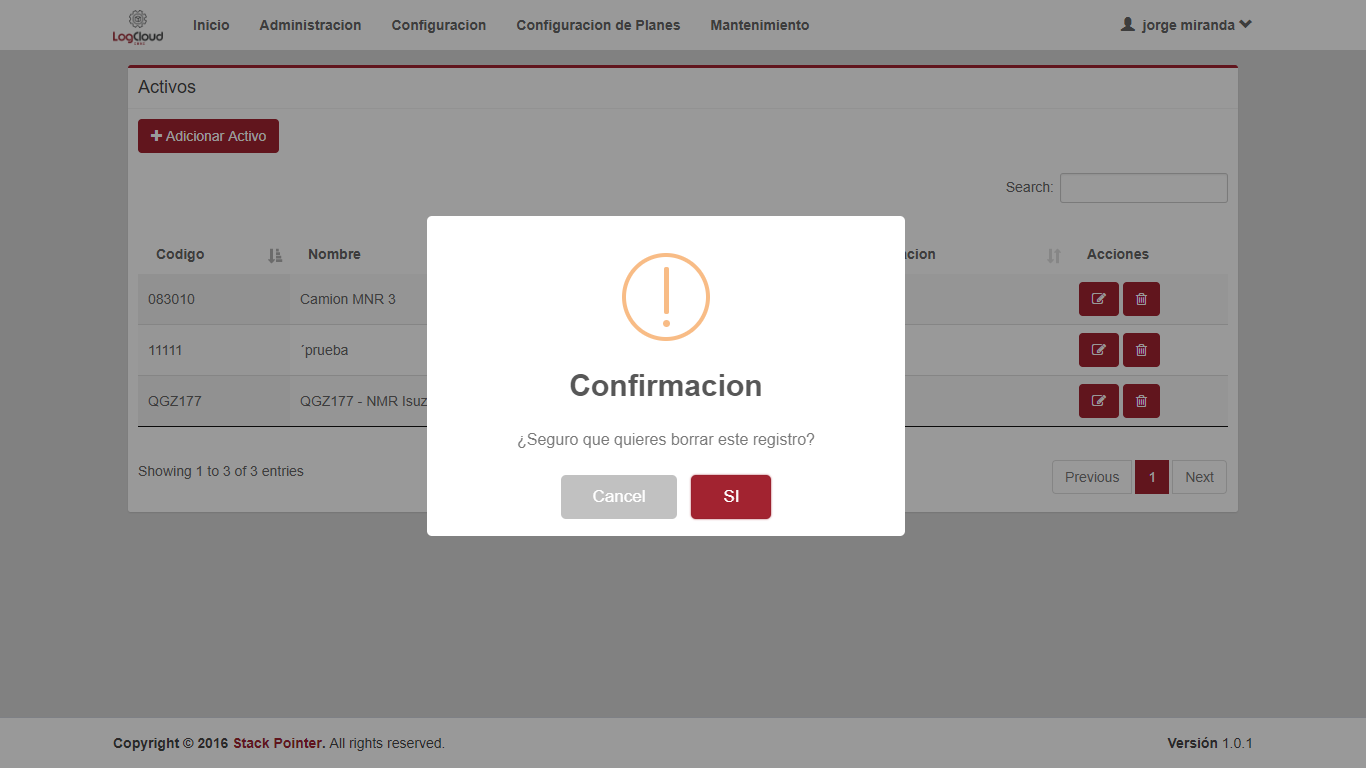 LogCloud
Inicio Administracion Configuracion Configuracion de Planes Mantenimiento jorge miranda
Activos
Adicionar Activo
Search:
Codigo Nombre cion Acciones
083010 Camion MNR 3
11111 ´prueba
QGZ177 QGZ177 - NMR Isuz
Confirmacion
¿Seguro que quieres borrar este registro?
Cancel SI
Showing 1 to 3 of 3 entries
Previous 1 Next
Copyright © 2016 Stack Pointer. All rights reserved. Versión 1.0.1